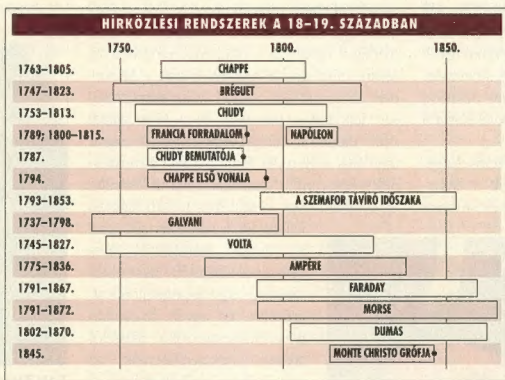 HÍRKÖZLÉSI RENDSZEREK A 18–19. SZÁZADBAN
1750. 1800. 1850.
1763–1805. CHAPPE
1747–1823. BRÉGUET
1753–1813. CHUDY
1789; 1800–1815. FRANCIA FORRADALOM NAPÓLEON
1787. CHUDY BEMUTATÓJA
1794. CHAPPE ELSŐ VONALA
1793–1853. A SZEMAFOR TÁVÍRÓ IDŐSZAKA
1737–1798. GALVANI
1745–1827. VOLTA
1775–1836. AMPÈRE
1791–1867. FARADAY
1791–1872. MORSE
1802–1870. DUMAS
1845. MONTE CHRISTO GRÓFJA